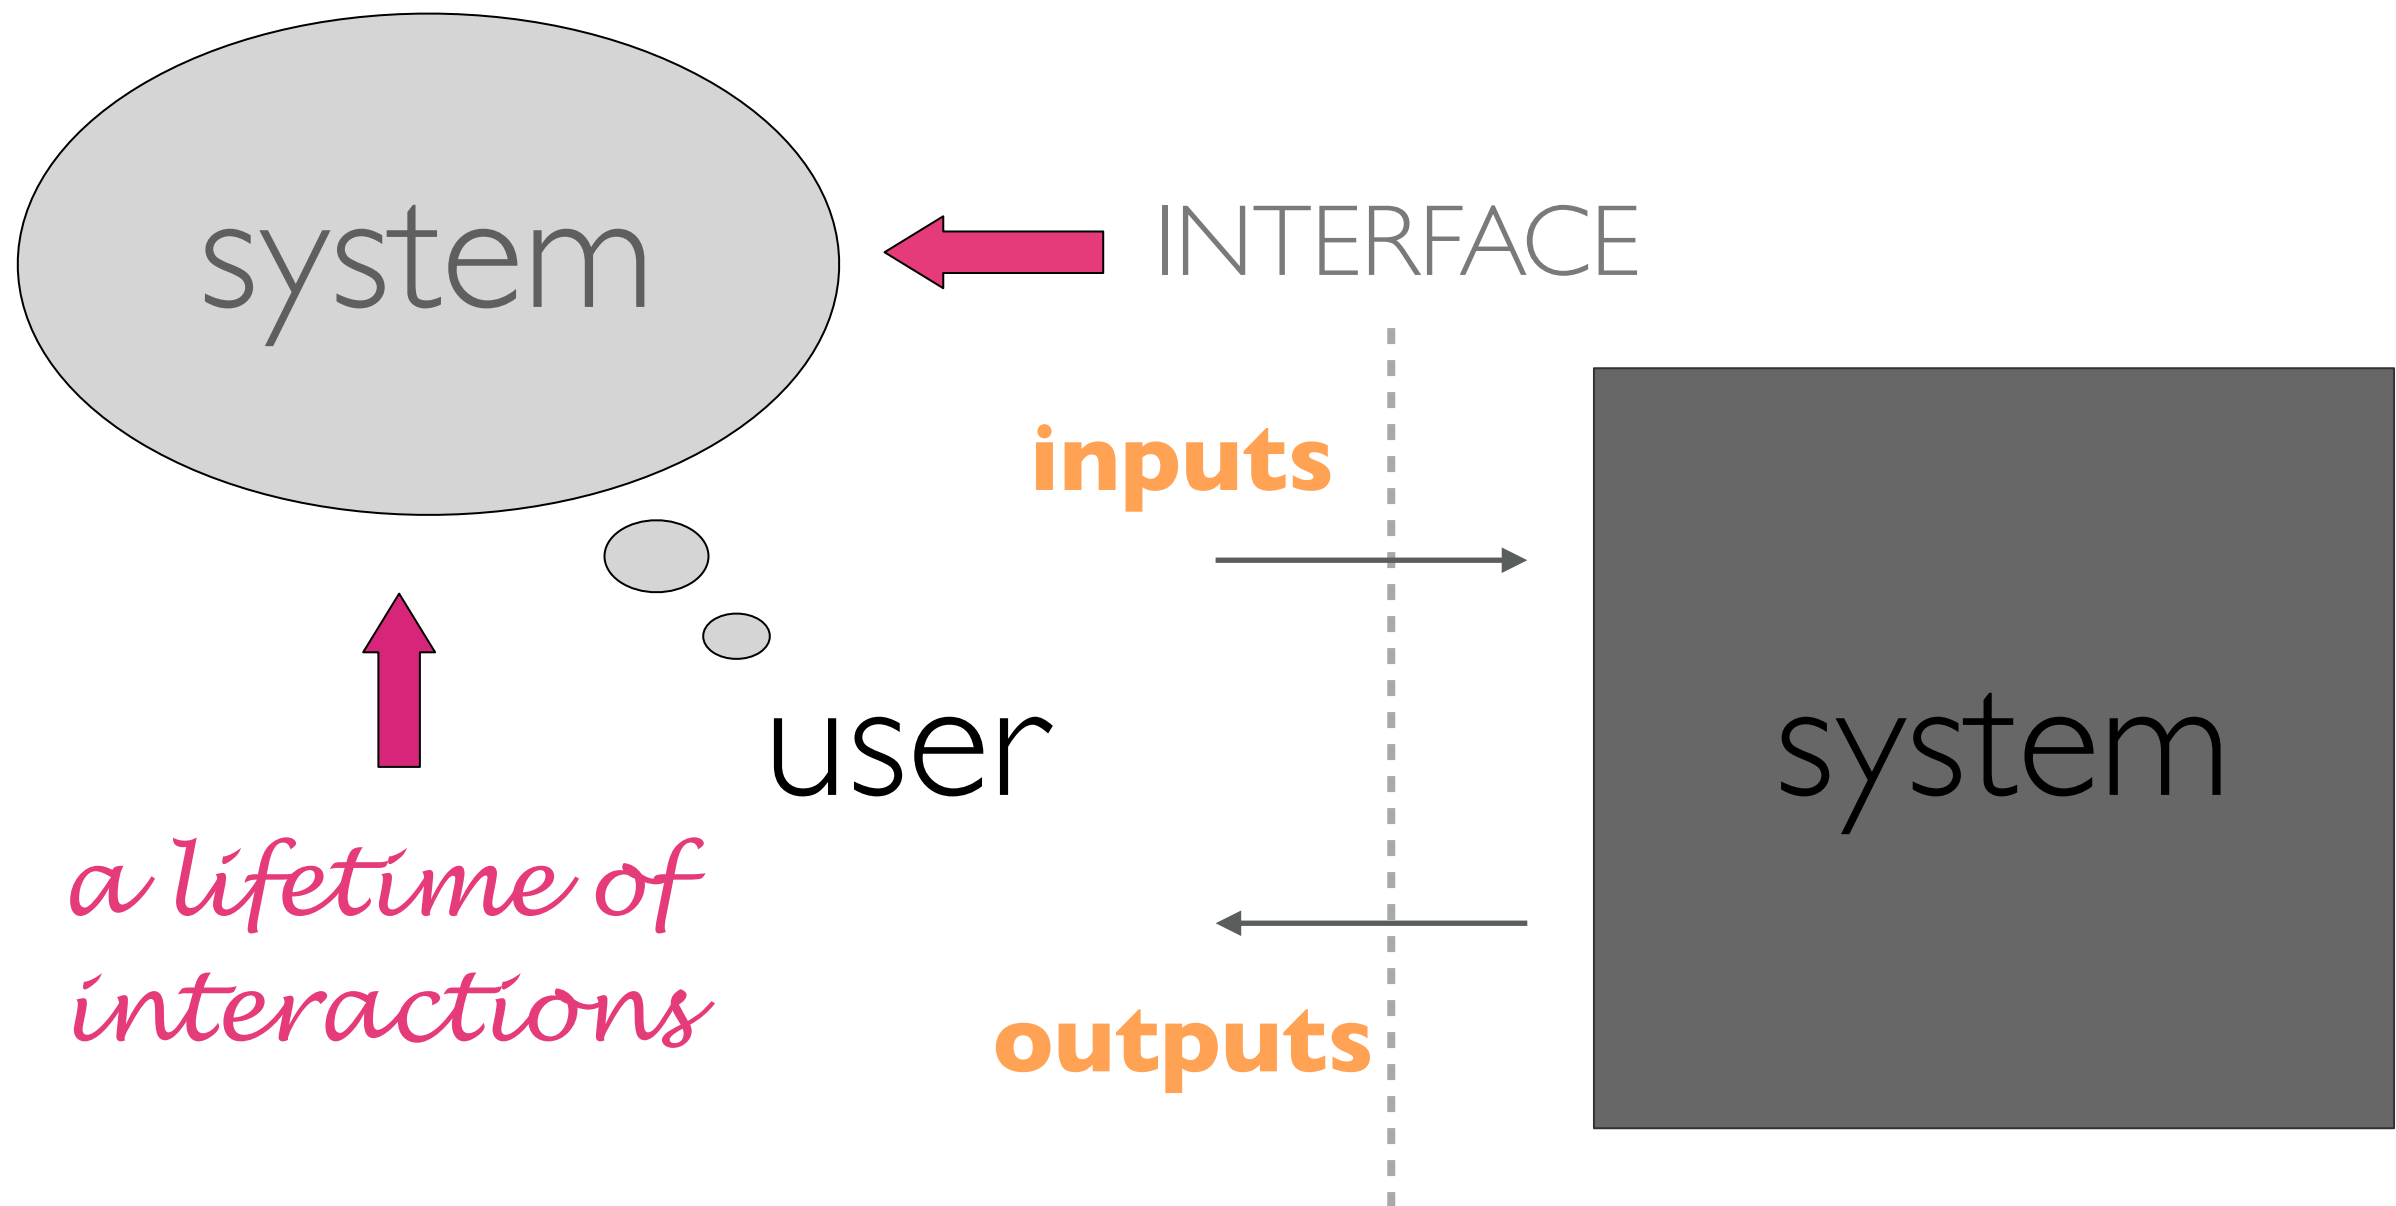 system
INTERFACE
inputs
user
system
a lifetime of
interactions
outputs